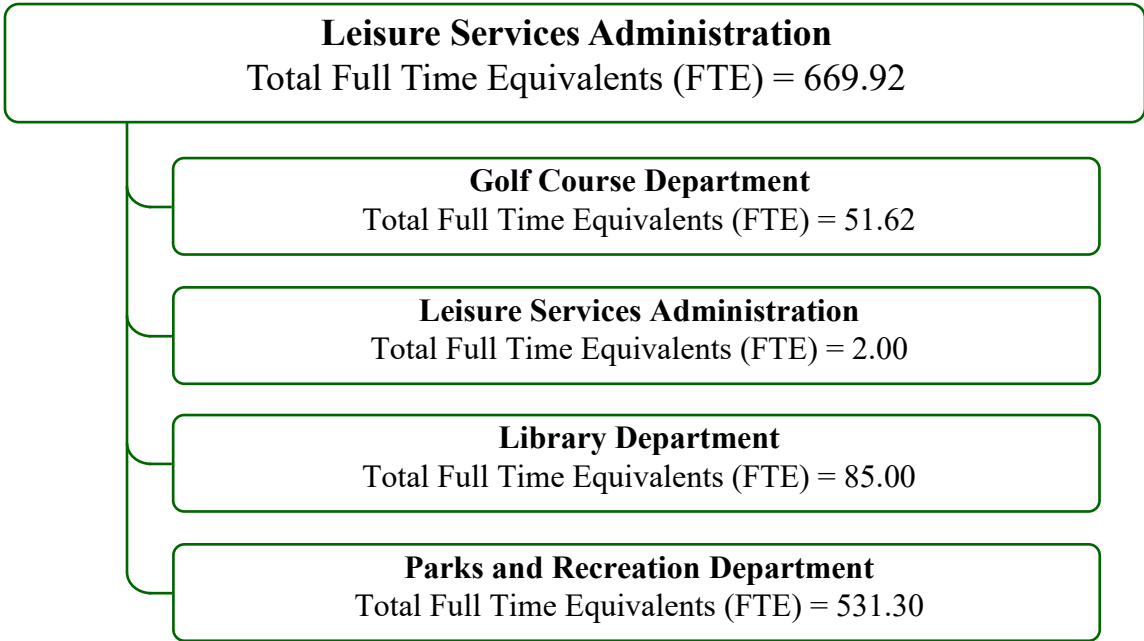 Leisure Services Administration
Total Full Time Equivalents (FTE) = 669.92
Golf Course Department
Total Full Time Equivalents (FTE) = 51.62
Leisure Services Administration
Total Full Time Equivalents (FTE) = 2.00
Library Department
Total Full Time Equivalents (FTE) = 85.00
Parks and Recreation Department
Total Full Time Equivalents (FTE) = 531.30